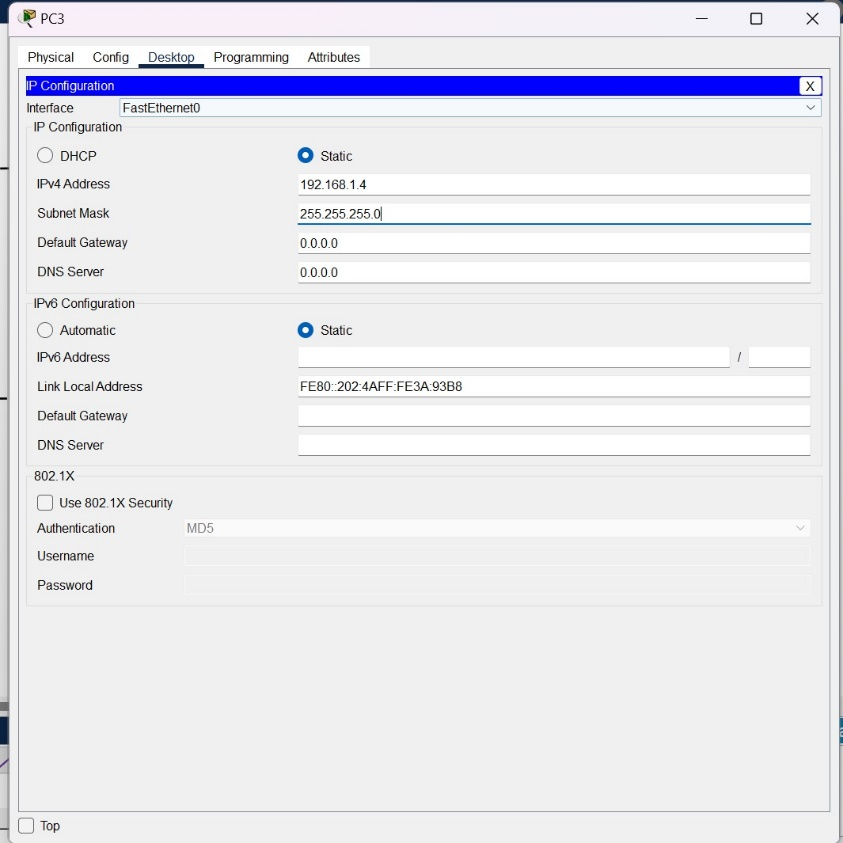 PC3
Physical Config Desktop Programming Attributes
IP Configuration X
Interface FastEthernet0
IP Configuration
DHCP Static
IPv4 Address 192.168.1.4
Subnet Mask 255.255.255.0
Default Gateway 0.0.0.0
DNS Server 0.0.0.0
IPv6 Configuration
Automatic Static
IPv6 Address /
Link Local Address FE80::202:4AFF:FE3A:93B8
Default Gateway
DNS Server
802.1X
Use 802.1X Security
Authentication MD5
Username
Password
Top